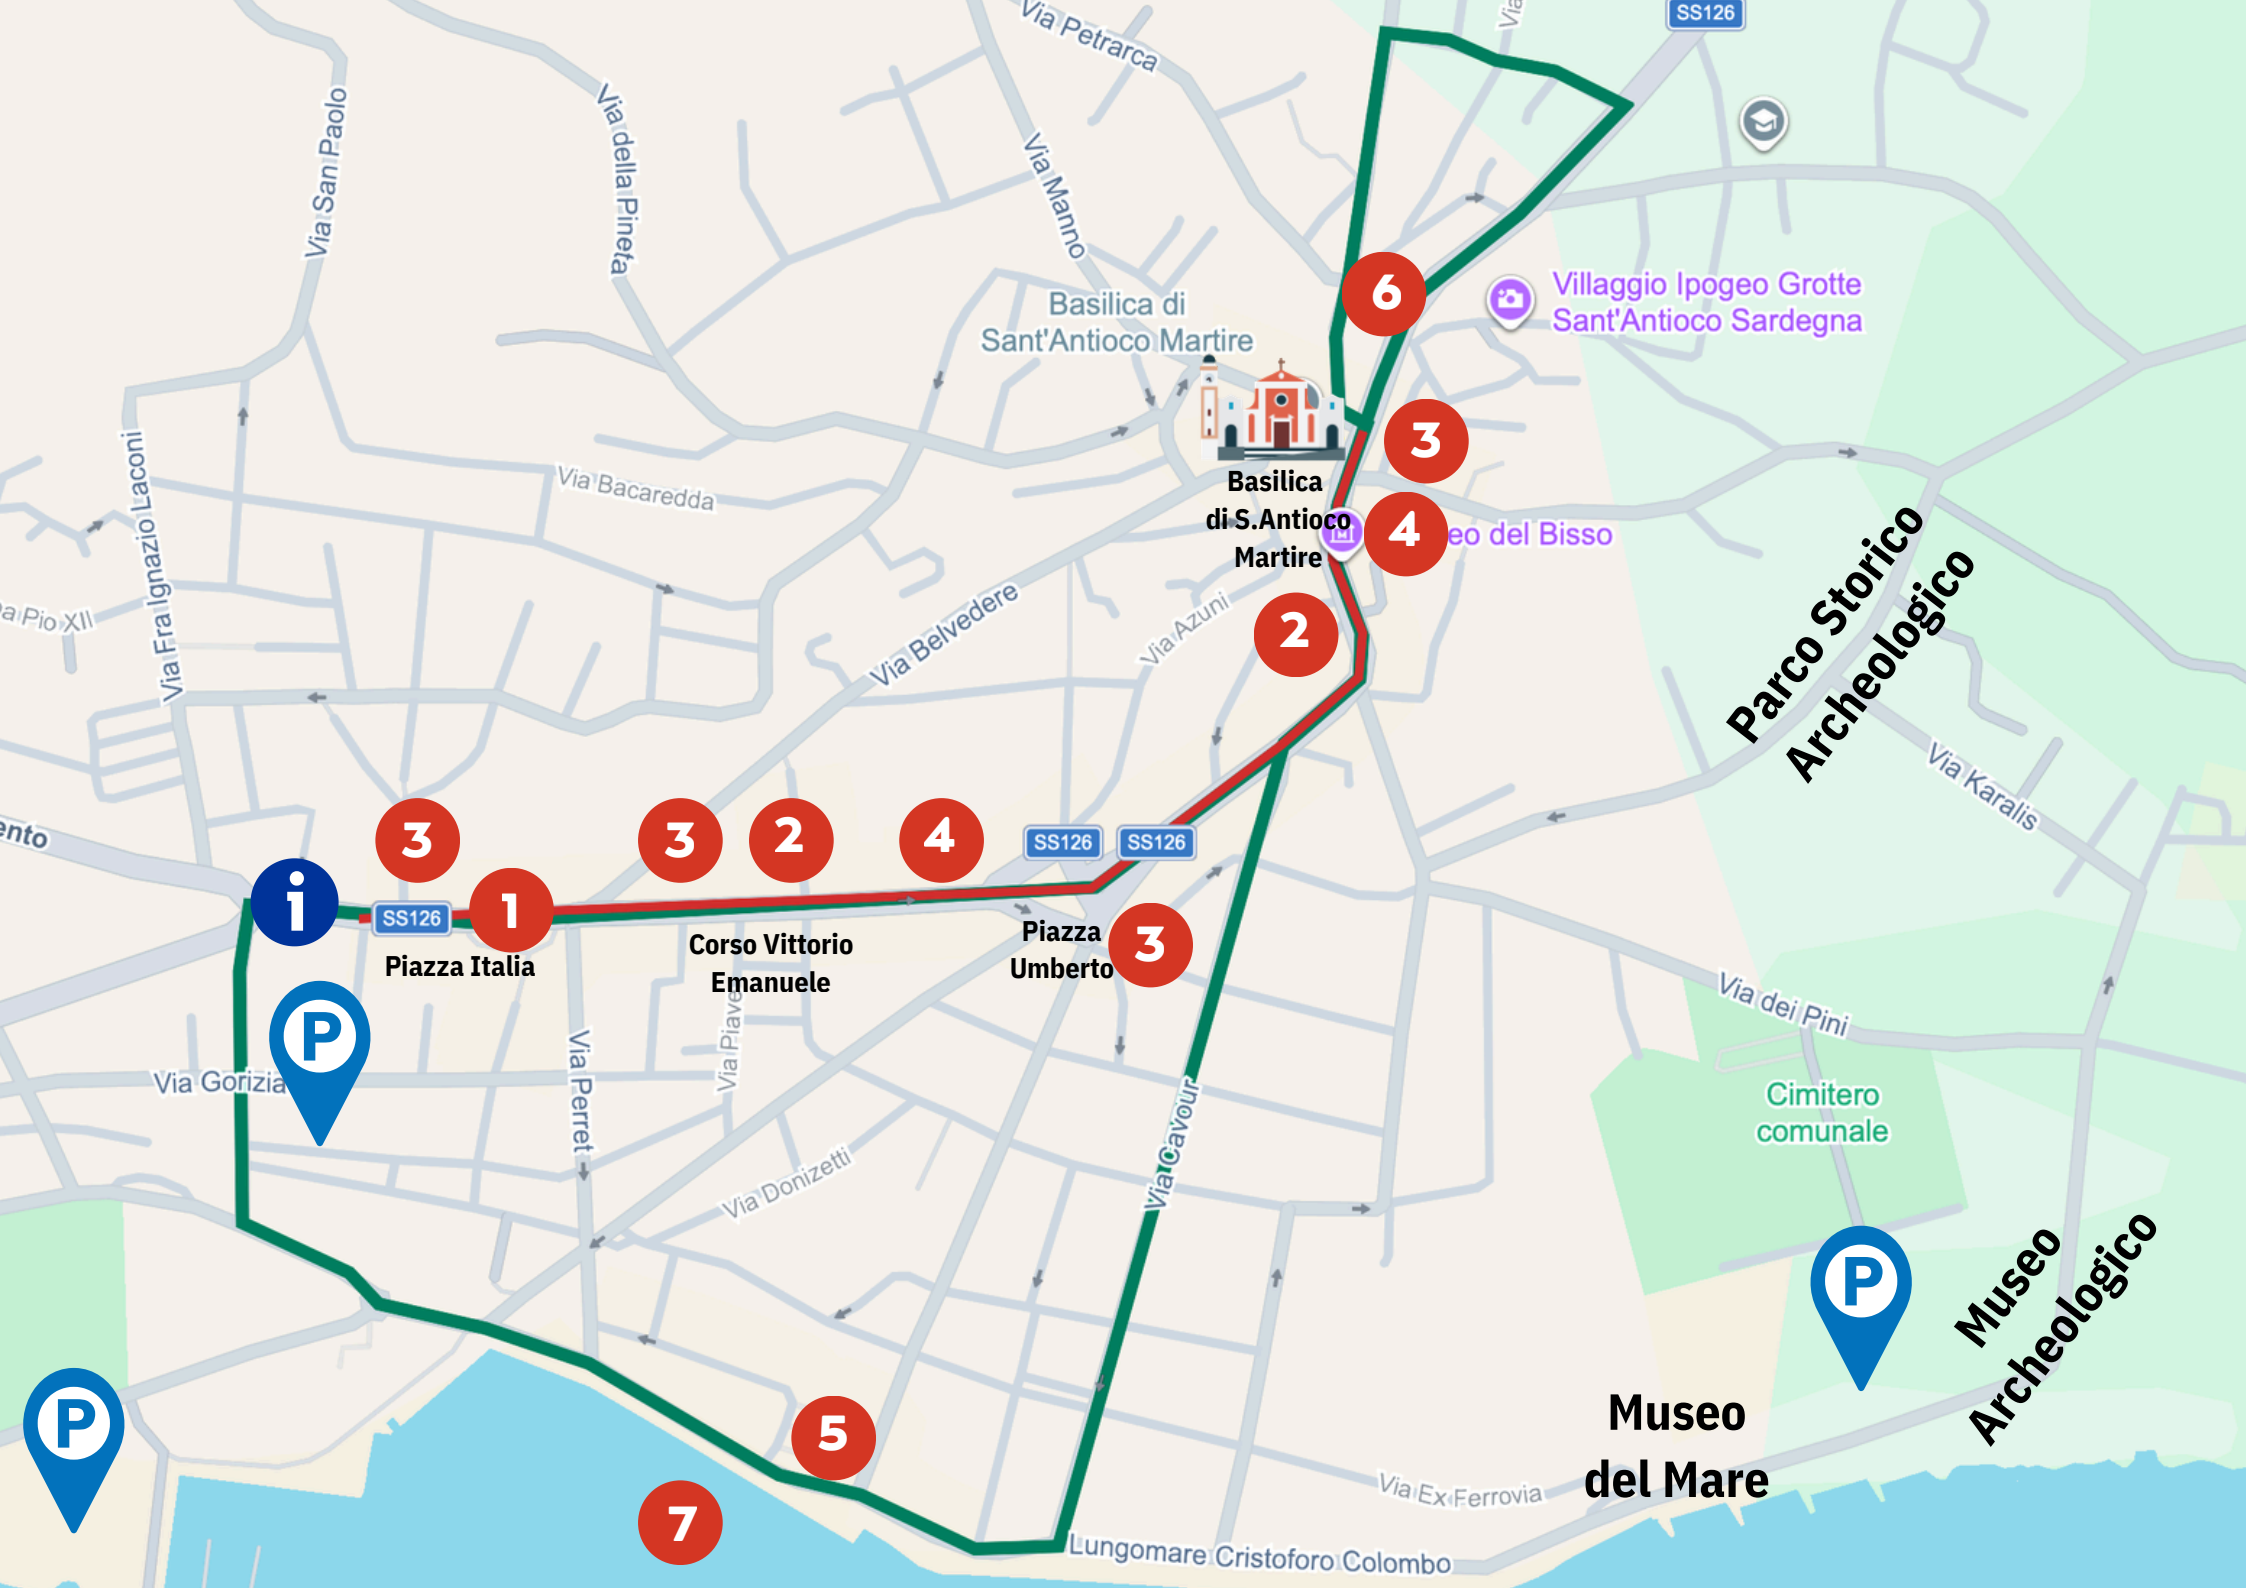 Via Petrarca
Via
SS126
Via San Paolo
Via della Pineta
Via Manno
Basilica di
Sant'Antioco Martire
6
Villaggio Ipogeo Grotte
Sant'Antioco Sardegna
3
Via Fra Ignazio Laconi
Via Bacaredda
Basilica
di S.Antioco
Martire
4
eo del Bisso
Parco Storico
Archeologico
a Pio XII
Via Belvedere
Via Azuni
2
Via Karalis
ento
3
3
2
4
SS126
SS126
i
SS126
1
Piazza Italia
Corso Vittorio
Emanuele
Piazza
Umberto
3
P
Via Gorizia
Via Perret
Via Piave
Via dei Pini
Cimitero
comunale
Via Cavour
Via Donizetti
P
Museo
Archeologico
P
5
7
Museo
del Mare
Via Ex Ferrovia
Lungomare Cristoforo Colombo